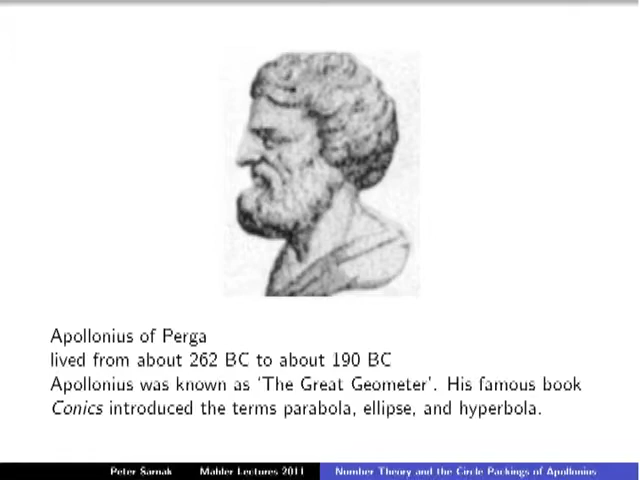 Apollonius of Perga
lived from about 262 BC to about 190 BC
Apollonius was known as 'The Great Geometer'. His famous book
Conics introduced the terms parabola, ellipse, and hyperbola.
Peter Sarnak Mahler Lectures 2011 Number Theory and the Circle Packings of Apollonius